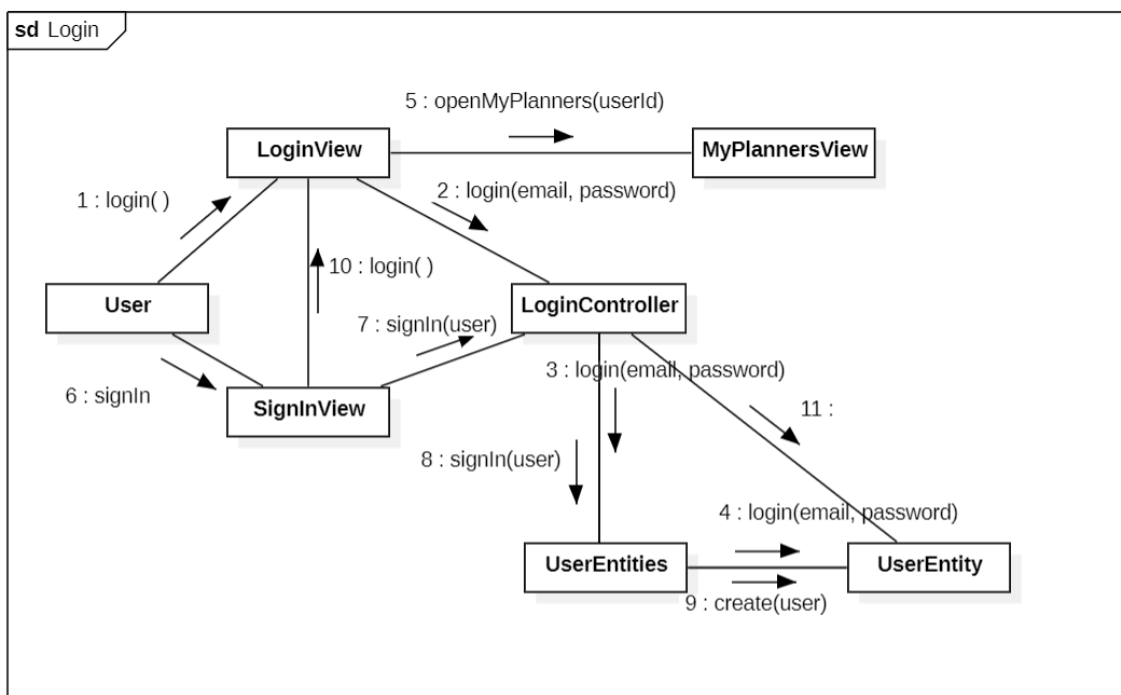 sd Login
5 : openMyPlanners(userId)
LoginView
MyPlannersView
1 : login( )
2 : login(email, password)
10 : login( )
User
LoginController
7 : signIn(user)
3 : login(email, password)
6 : signIn
SignInView
11 :
8 : signIn(user)
4 : login(email, password)
UserEntities
UserEntity
9 : create(user)